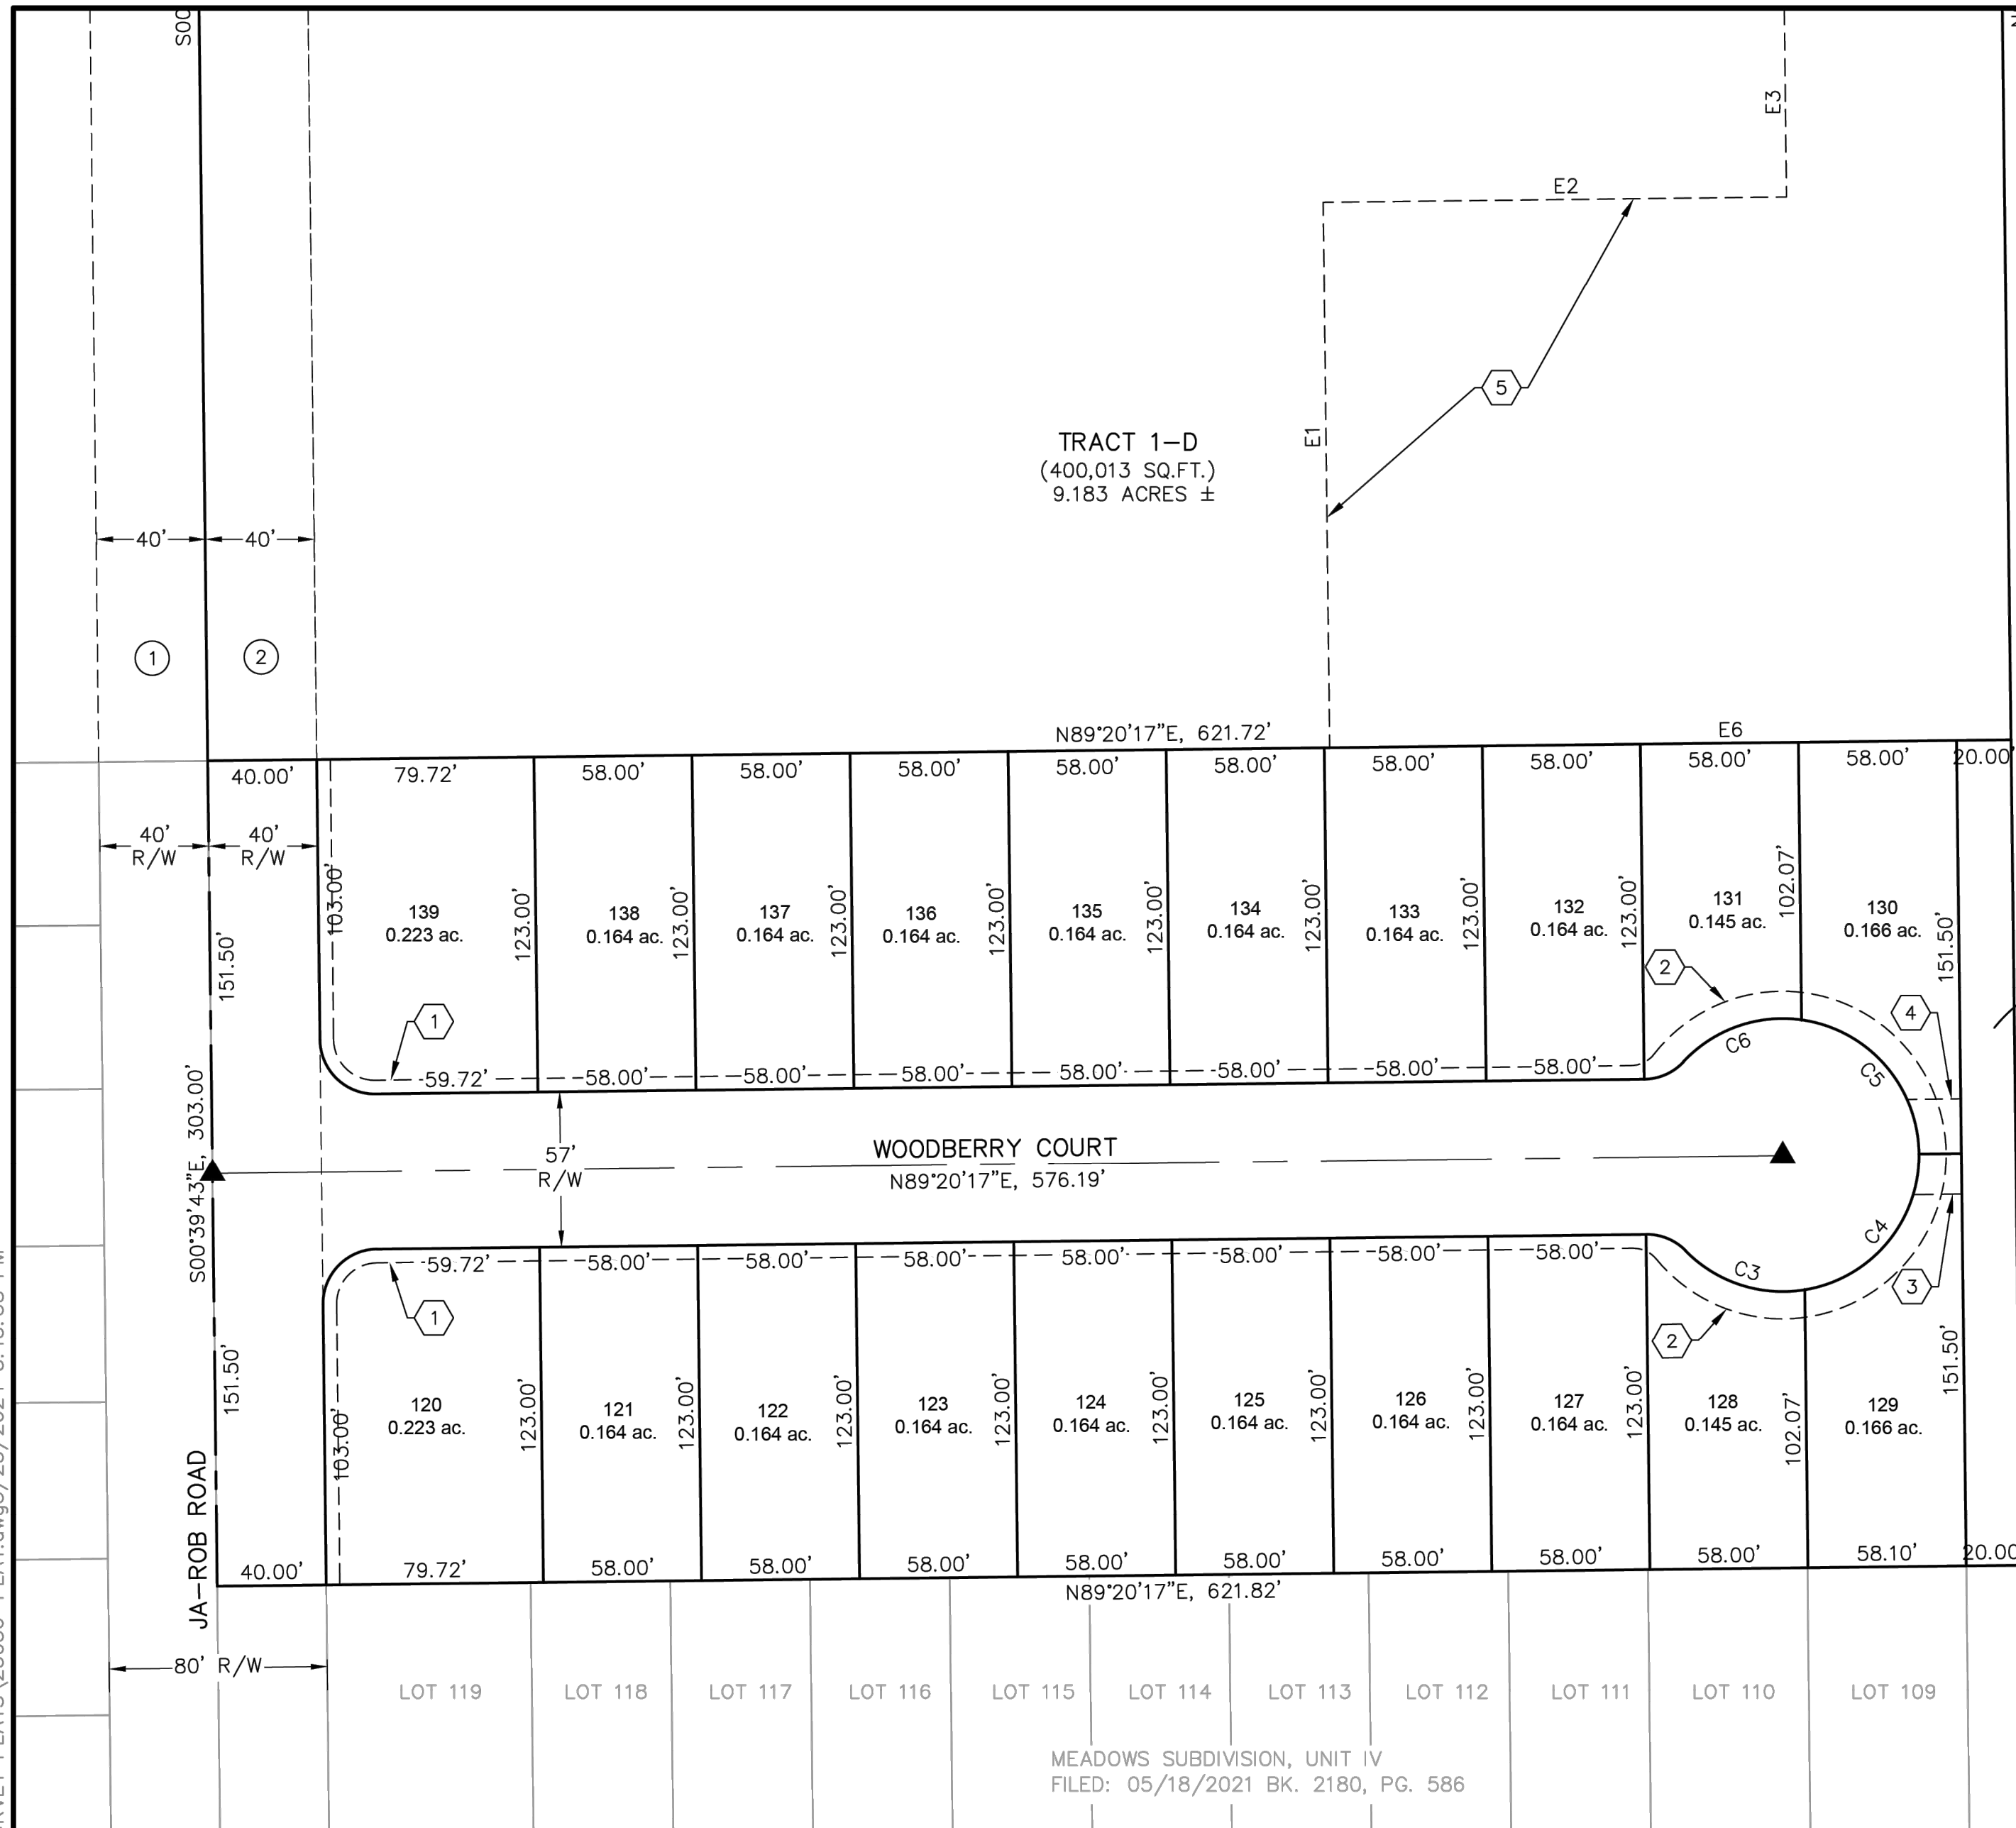 S00
E3
E2
5
E1
TRACT 1-D
(400,013 SQ.FT.)
9.183 ACRES ±
40'
40'
1
2
N89°20'17"E, 621.72'
E6
40.00'
79.72'
58.00'
58.00'
58.00'
58.00'
58.00'
58.00'
58.00'
58.00'
58.00'
20.00'
40'
R/W
40'
R/W
103.00'
139
0.223 ac.
123.00'
138
0.164 ac.
123.00'
137
0.164 ac.
123.00'
136
0.164 ac.
123.00'
135
0.164 ac.
123.00'
134
0.164 ac.
123.00'
133
0.164 ac.
123.00'
132
0.164 ac.
123.00'
131
0.145 ac.
102.07'
130
0.166 ac.
151.50'
151.50'
1
2
4
59.72'
58.00'
58.00'
58.00'
58.00'
58.00'
58.00'
58.00'
C6
C5
S00°39'43"E, 303.00'
57'
R/W
WOODBERRY COURT
N89°20'17"E, 576.19'
59.72'
58.00'
58.00'
58.00'
58.00'
58.00'
58.00'
58.00'
C3
C4
1
2
3
151.50'
103.00'
120
0.223 ac.
123.00'
121
0.164 ac.
123.00'
122
0.164 ac.
123.00'
123
0.164 ac.
123.00'
124
0.164 ac.
123.00'
125
0.164 ac.
123.00'
126
0.164 ac.
123.00'
127
0.164 ac.
123.00'
128
0.145 ac.
102.07'
129
0.166 ac.
151.50'
JA-ROB ROAD
40.00'
79.72'
58.00'
58.00'
58.00'
58.00'
58.00'
58.00'
58.00'
58.00'
58.10'
20.00
N89°20'17"E, 621.82'
80' R/W
LOT 119
LOT 118
LOT 117
LOT 116
LOT 115
LOT 114
LOT 113
LOT 112
LOT 111
LOT 110
LOT 109
MEADOWS SUBDIVISION, UNIT IV
FILED: 05/18/2021 BK. 2180, PG. 586